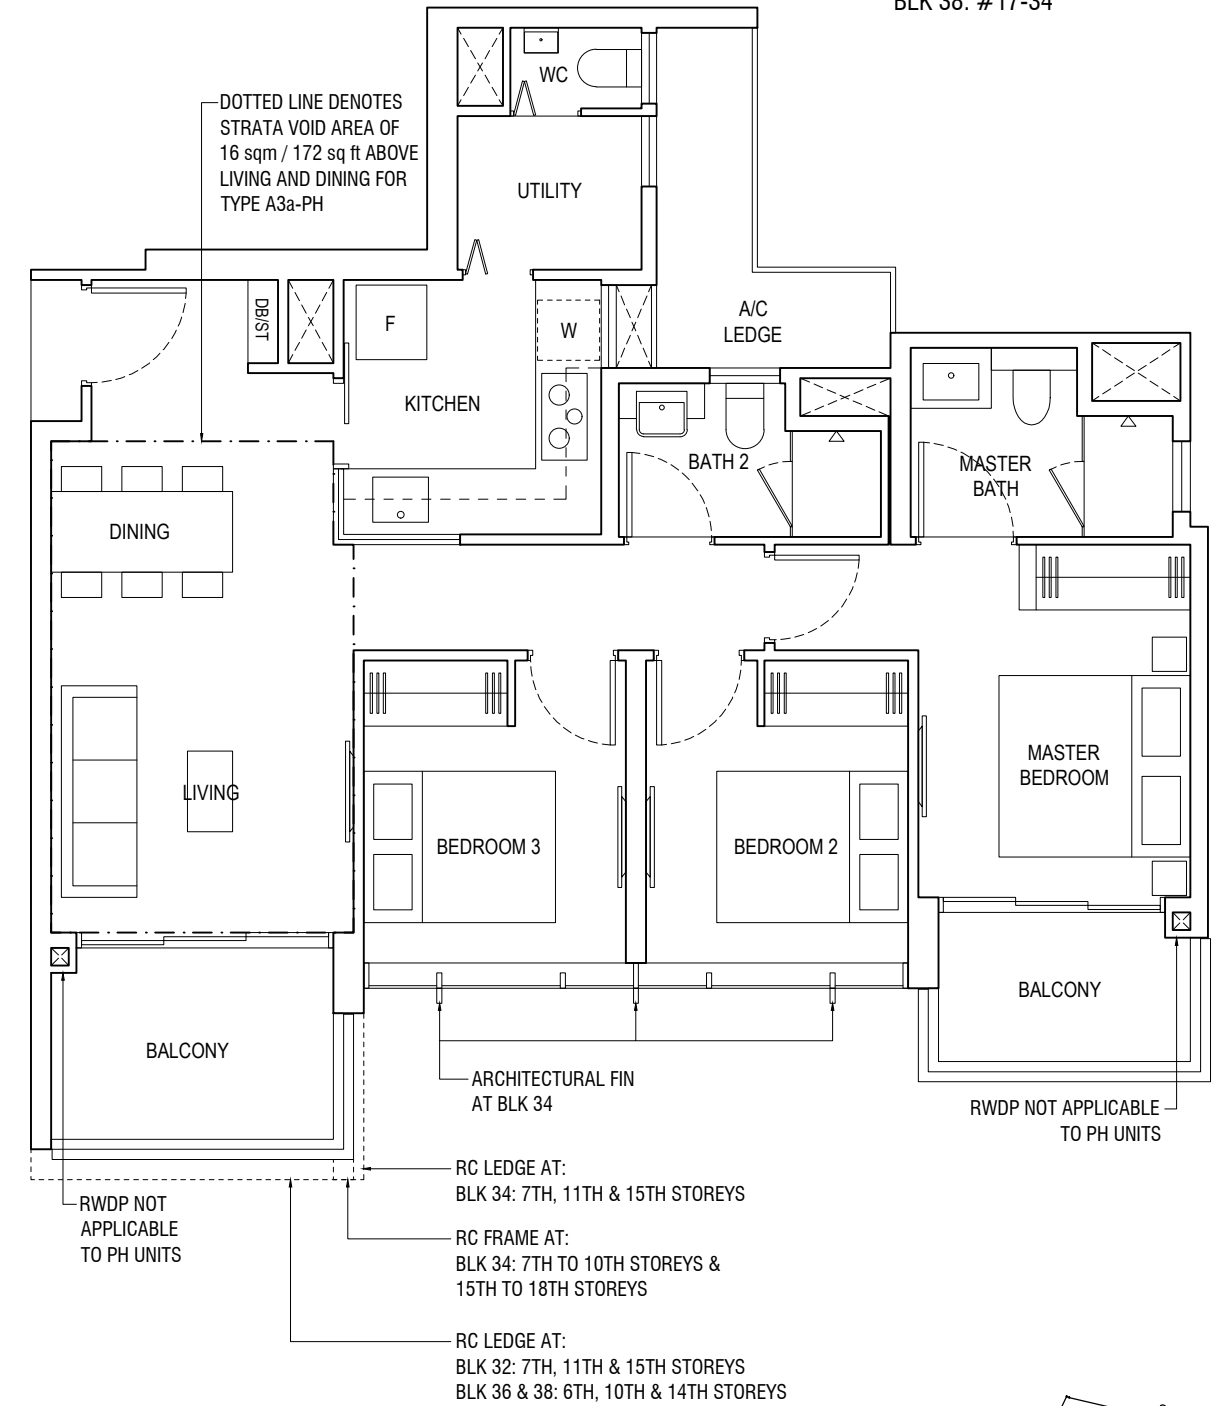 BLK 38: #17-34
WC
DOTTED LINE DENOTES
STRATA VOID AREA OF
16 sqm / 172 sq ft ABOVE
LIVING AND DINING FOR
TYPE A3a-PH
UTILITY
DB/ST
F
W
A/C
LEDGE
KITCHEN
BATH 2
MASTER
BATH
DINING
LIVING
MASTER
BEDROOM
BEDROOM 3
BEDROOM 2
BALCONY
BALCONY
ARCHITECTURAL FIN
AT BLK 34
RWDP NOT APPLICABLE
TO PH UNITS
RC LEDGE AT:
BLK 34: 7TH, 11TH & 15TH STOREYS
RWDP NOT
APPLICABLE
TO PH UNITS
RC FRAME AT:
BLK 34: 7TH TO 10TH STOREYS &
15TH TO 18TH STOREYS
RC LEDGE AT:
BLK 32: 7TH, 11TH & 15TH STOREYS
BLK 36 & 38: 6TH, 10TH & 14TH STOREYS